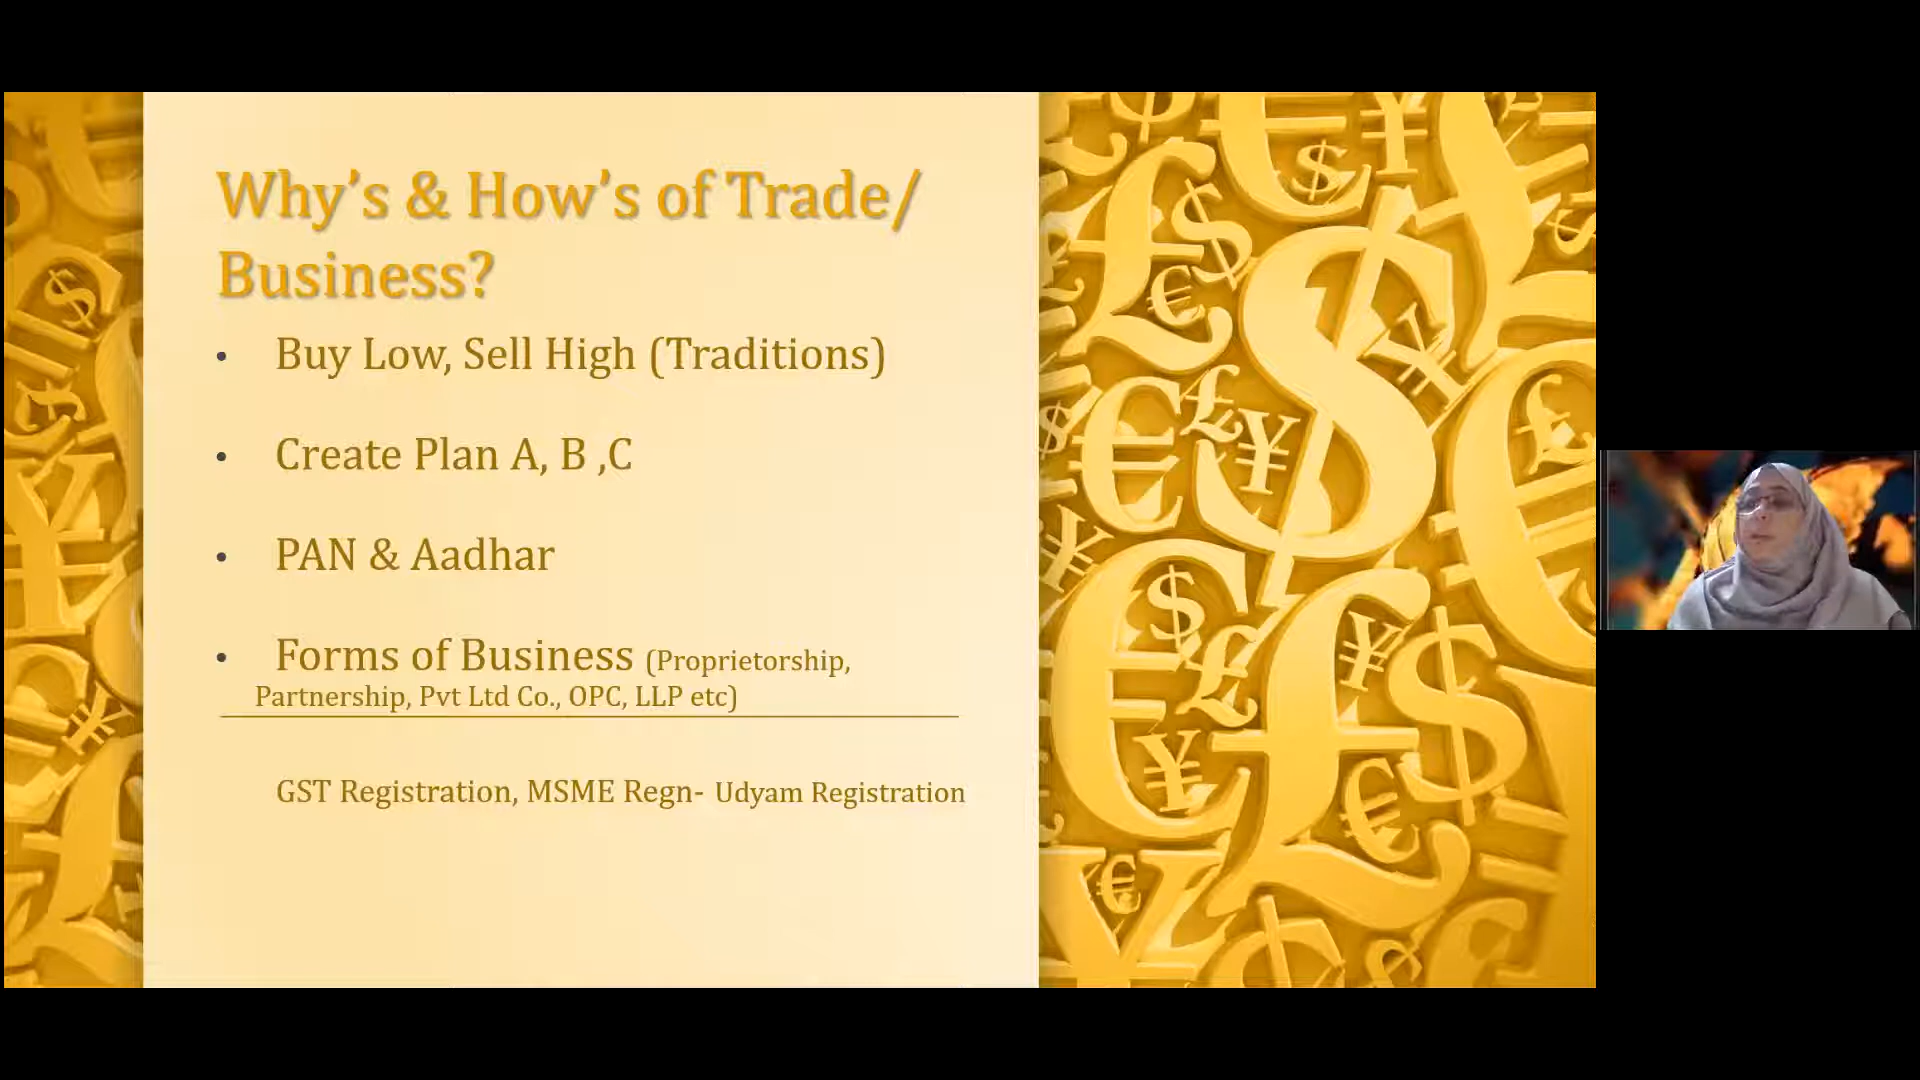 Why’s & How’s of Trade/
Business?
• Buy Low, Sell High (Traditions)
• Create Plan A, B ,C
• PAN & Aadhar
• Forms of Business (Proprietorship,
Partnership, Pvt Ltd Co., OPC, LLP etc)
GST Registration, MSME Regn- Udyam Registration